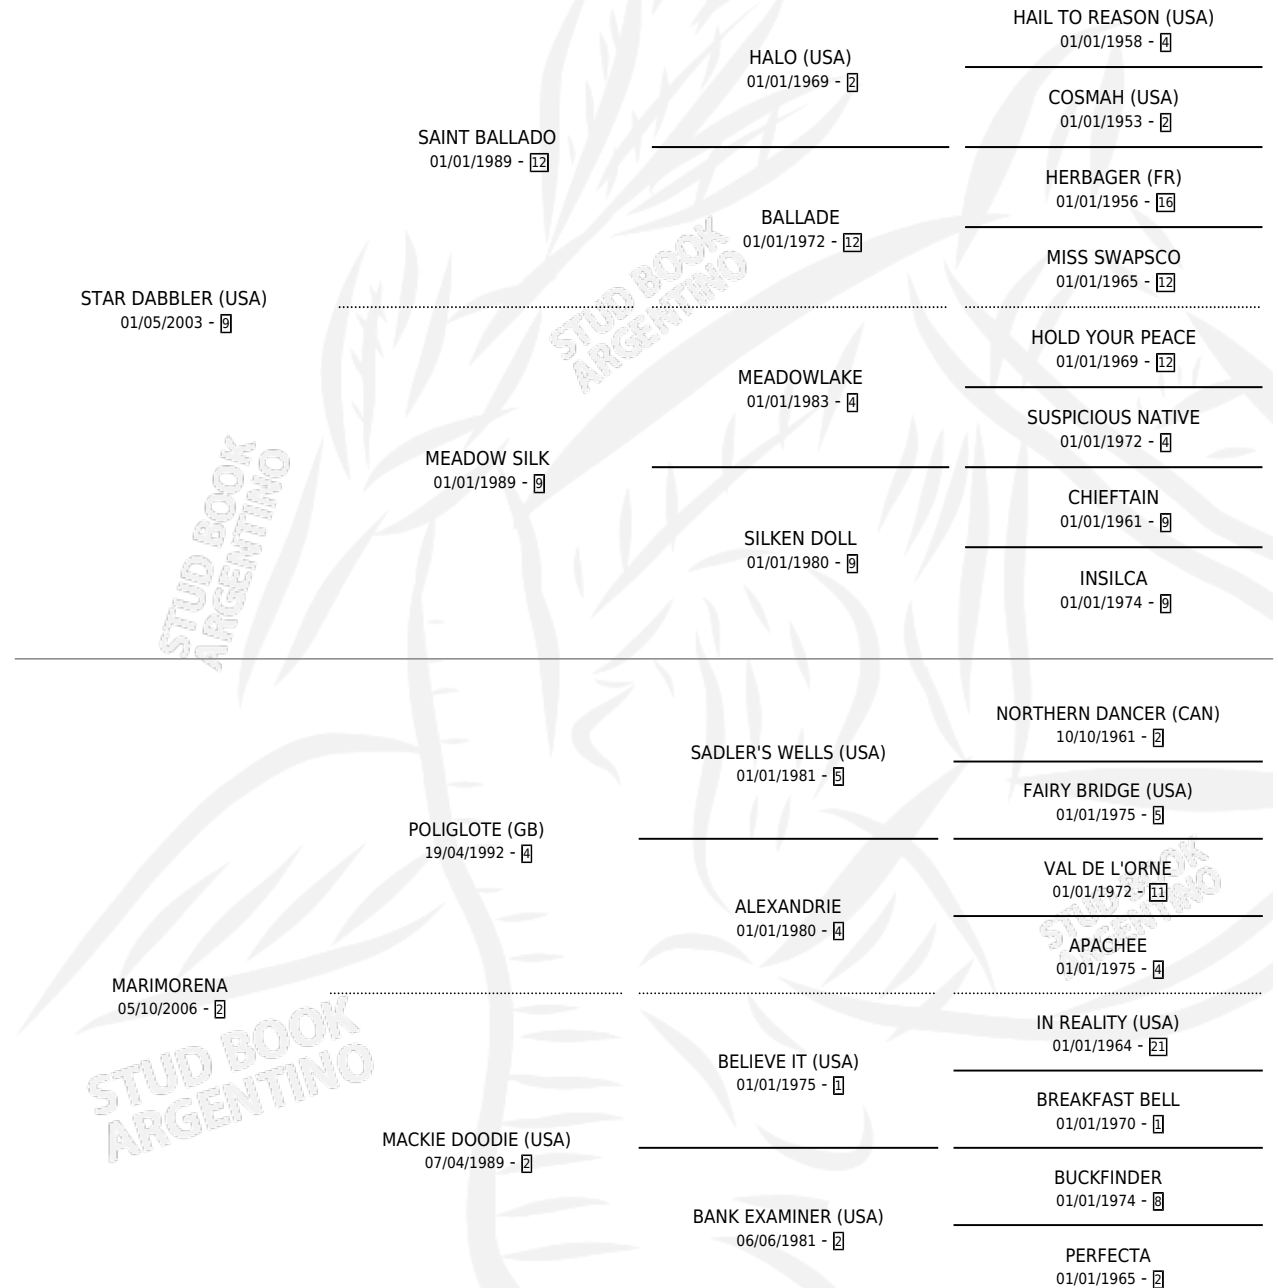 HAIL TO REASON (USA)
01/01/1958 - 4
HALO (USA)
01/01/1969 - 2
COSMAH (USA)
01/01/1953 - 2
SAINT BALLADO
01/01/1989 - 12
HERBAGER (FR)
01/01/1956 - 16
BALLADE
01/01/1972 - 12
MISS SWAPSCO
01/01/1965 - 12
STAR DABBLER (USA)
01/05/2003 - 9
HOLD YOUR PEACE
01/01/1969 - 12
MEADOWLAKE
01/01/1983 - 4
SUSPICIOUS NATIVE
01/01/1972 - 4
MEADOW SILK
01/01/1989 - 9
CHIEFTAIN
01/01/1961 - 9
SILKEN DOLL
01/01/1980 - 9
INSILCA
01/01/1974 - 9
NORTHERN DANCER (CAN)
10/10/1961 - 2
SADLER'S WELLS (USA)
01/01/1981 - 5
FAIRY BRIDGE (USA)
01/01/1975 - 5
POLIGLOTE (GB)
19/04/1992 - 4
VAL DE L'ORNE
01/01/1972 - 11
ALEXANDRIE
01/01/1980 - 4
APACHEE
01/01/1975 - 4
MARIMORENA
05/10/2006 - 2
IN REALITY (USA)
01/01/1964 - 21
BELIEVE IT (USA)
01/01/1975 - 1
BREAKFAST BELL
01/01/1970 - 1
MACKIE DOODIE (USA)
07/04/1989 - 2
BUCKFINDER
01/01/1974 - 8
BANK EXAMINER (USA)
06/06/1981 - 2
PERFECTA
01/01/1965 - 2
STUD BOOK
ARGENTINO
STUD BOOK
ARGENTINO
STUD BOOK
ARGENTINO
STUD BOOK
ARGENTINO